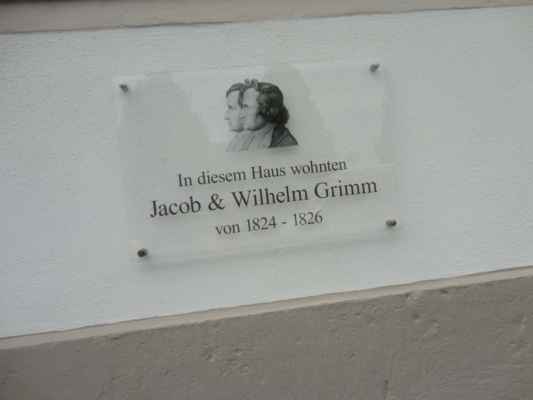 In diesem Haus wohnten
Jacob & Wilhelm Grimm
von 1824 - 1826